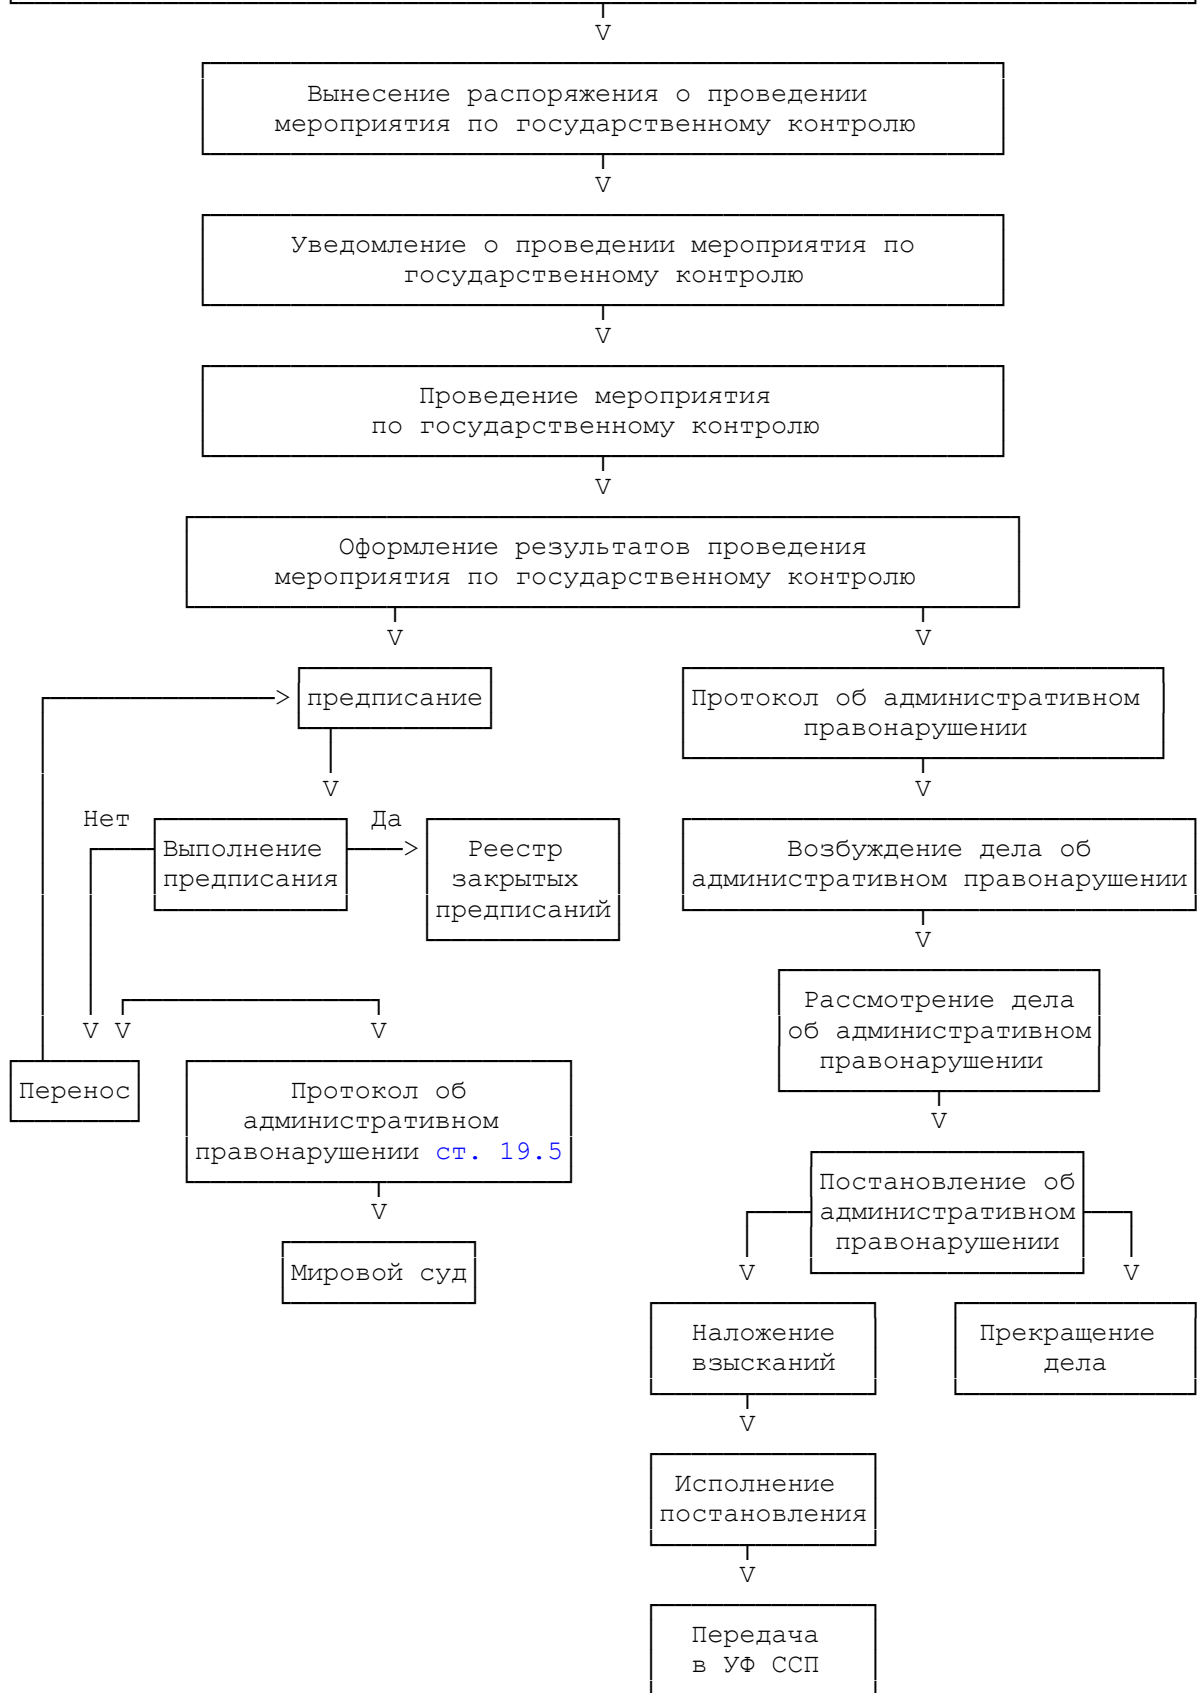 Вынесение распоряжения о проведении
мероприятия по государственному контролю
Уведомление о проведении мероприятия по
государственному контролю
Проведение мероприятия
по государственному контролю
Оформление результатов проведения
мероприятия по государственному контролю
предписание
Протокол об административном
правонарушении
Нет
Да
Выполнение
предписания
Реестр
закрытых
предписаний
Возбуждение дела об
административном правонарушении
Рассмотрение дела
об административном
правонарушении
Перенос
Протокол об
административном
правонарушении ст. 19.5
Мировой суд
Постановление об
административном
правонарушении
Наложение
взысканий
Прекращение
дела
Исполнение
постановления
Передача
в УФ ССП